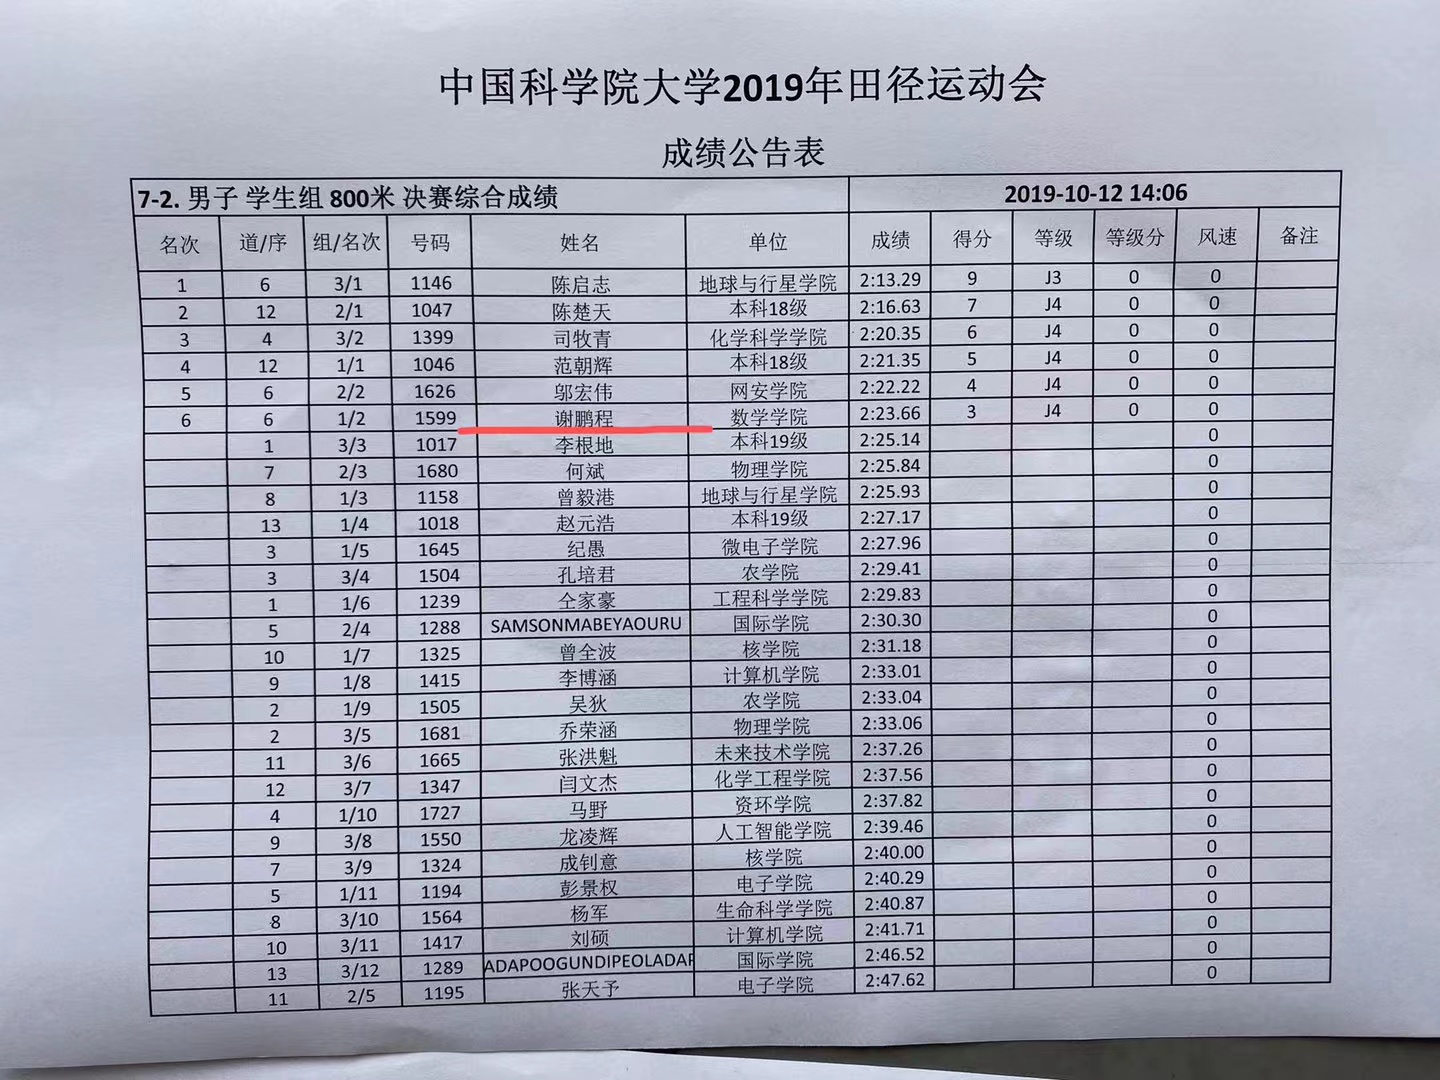 中国科学院大学2019年田径运动会
成绩公告表
7-2. 男子 学生组 800米 决赛综合成绩 2019-10-12 14:06
名次 道/序 组/名次 号码 姓名 单位 成绩 得分 等级 等级分 风速 备注
1 6 3/1 1146 陈启志 地球与行星学院 2:13.29 9 J3 0 0
2 12 2/1 1047 陈楚天 本科18级 2:16.63 7 J4 0 0
3 4 3/2 1399 司牧青 化学科学学院 2:20.35 6 J4 0 0
4 12 1/1 1046 范朝辉 本科18级 2:21.35 5 J4 0 0
5 6 2/2 1626 邬宏伟 网安学院 2:22.22 4 J4 0 0
6 6 1/2 1599 谢鹏程 数学学院 2:23.66 3 J4 0 0
1 3/3 1017 李根地 本科19级 2:25.14 0
7 2/3 1680 何斌 物理学院 2:25.84 0
8 1/3 1158 曾毅港 地球与行星学院 2:25.93 0
13 1/4 1018 赵元浩 本科19级 2:27.17 0
3 1/5 1645 纪愚 微电子学院 2:27.96 0
3 3/4 1504 孔培君 农学院 2:29.41 0
1 1/6 1239 仝家豪 工程科学学院 2:29.83 0
5 2/4 1288 SAMSONMABEYAOURU 国际学院 2:30.30 0
10 1/7 1325 曾全波 核学院 2:31.18 0
9 1/8 1415 李博涵 计算机学院 2:33.01 0
2 1/9 1505 吴狄 农学院 2:33.04 0
2 3/5 1681 乔荣涵 物理学院 2:33.06 0
11 3/6 1665 张洪魁 未来技术学院 2:37.26 0
12 3/7 1347 闫文杰 化学工程学院 2:37.56 0
4 1/10 1727 马野 资环学院 2:37.82 0
9 3/8 1550 龙凌辉 人工智能学院 2:39.46 0
7 3/9 1324 成钊意 核学院 2:40.00 0
5 1/11 1194 彭景权 电子学院 2:40.29 0
8 3/10 1564 杨军 生命科学学院 2:40.87 0
10 3/11 1417 刘硕 计算机学院 2:41.71 0
13 3/12 1289 ADAPOOGUNDIPEOLADAP 国际学院 2:46.52 0
11 2/5 1195 张天予 电子学院 2:47.62 0